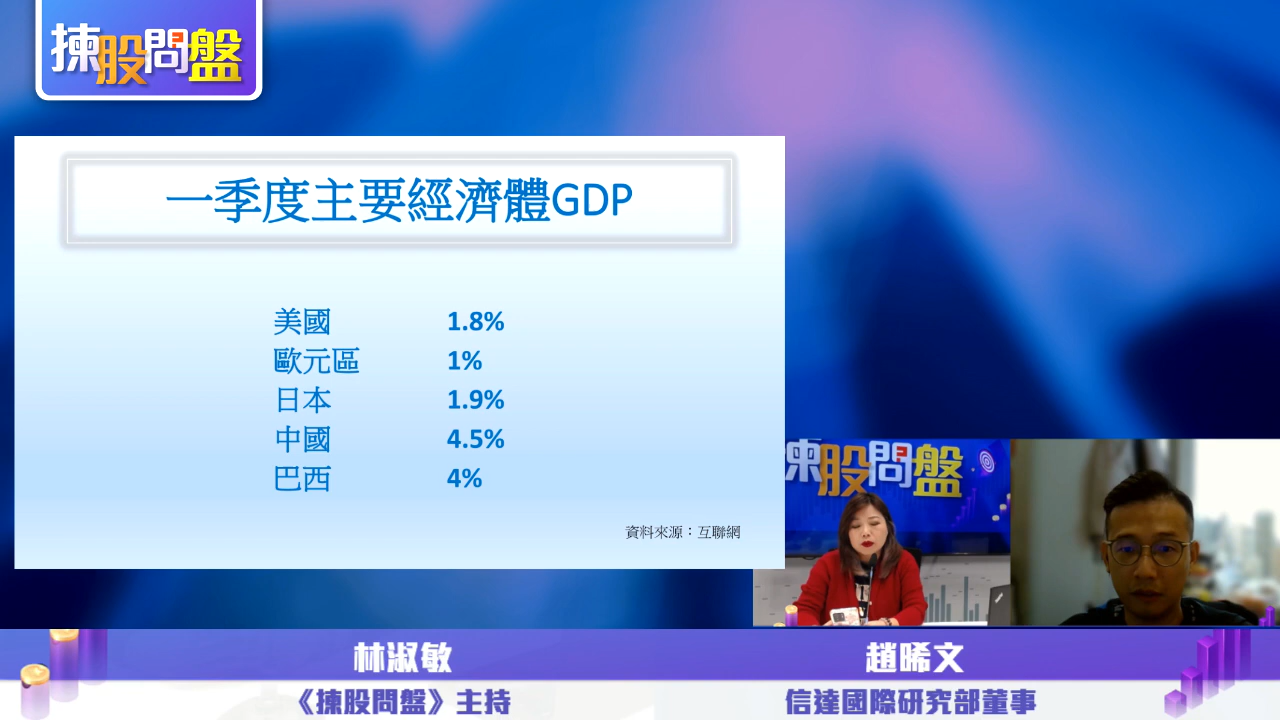 揀股問盤
一季度主要經濟體GDP
美國 1.8%
歐元區 1%
日本 1.9%
中國 4.5%
巴西 4%
資料來源：互聯網
揀股問盤
林淑敏
《揀股問盤》主持
趙晞文
信達國際研究部董事